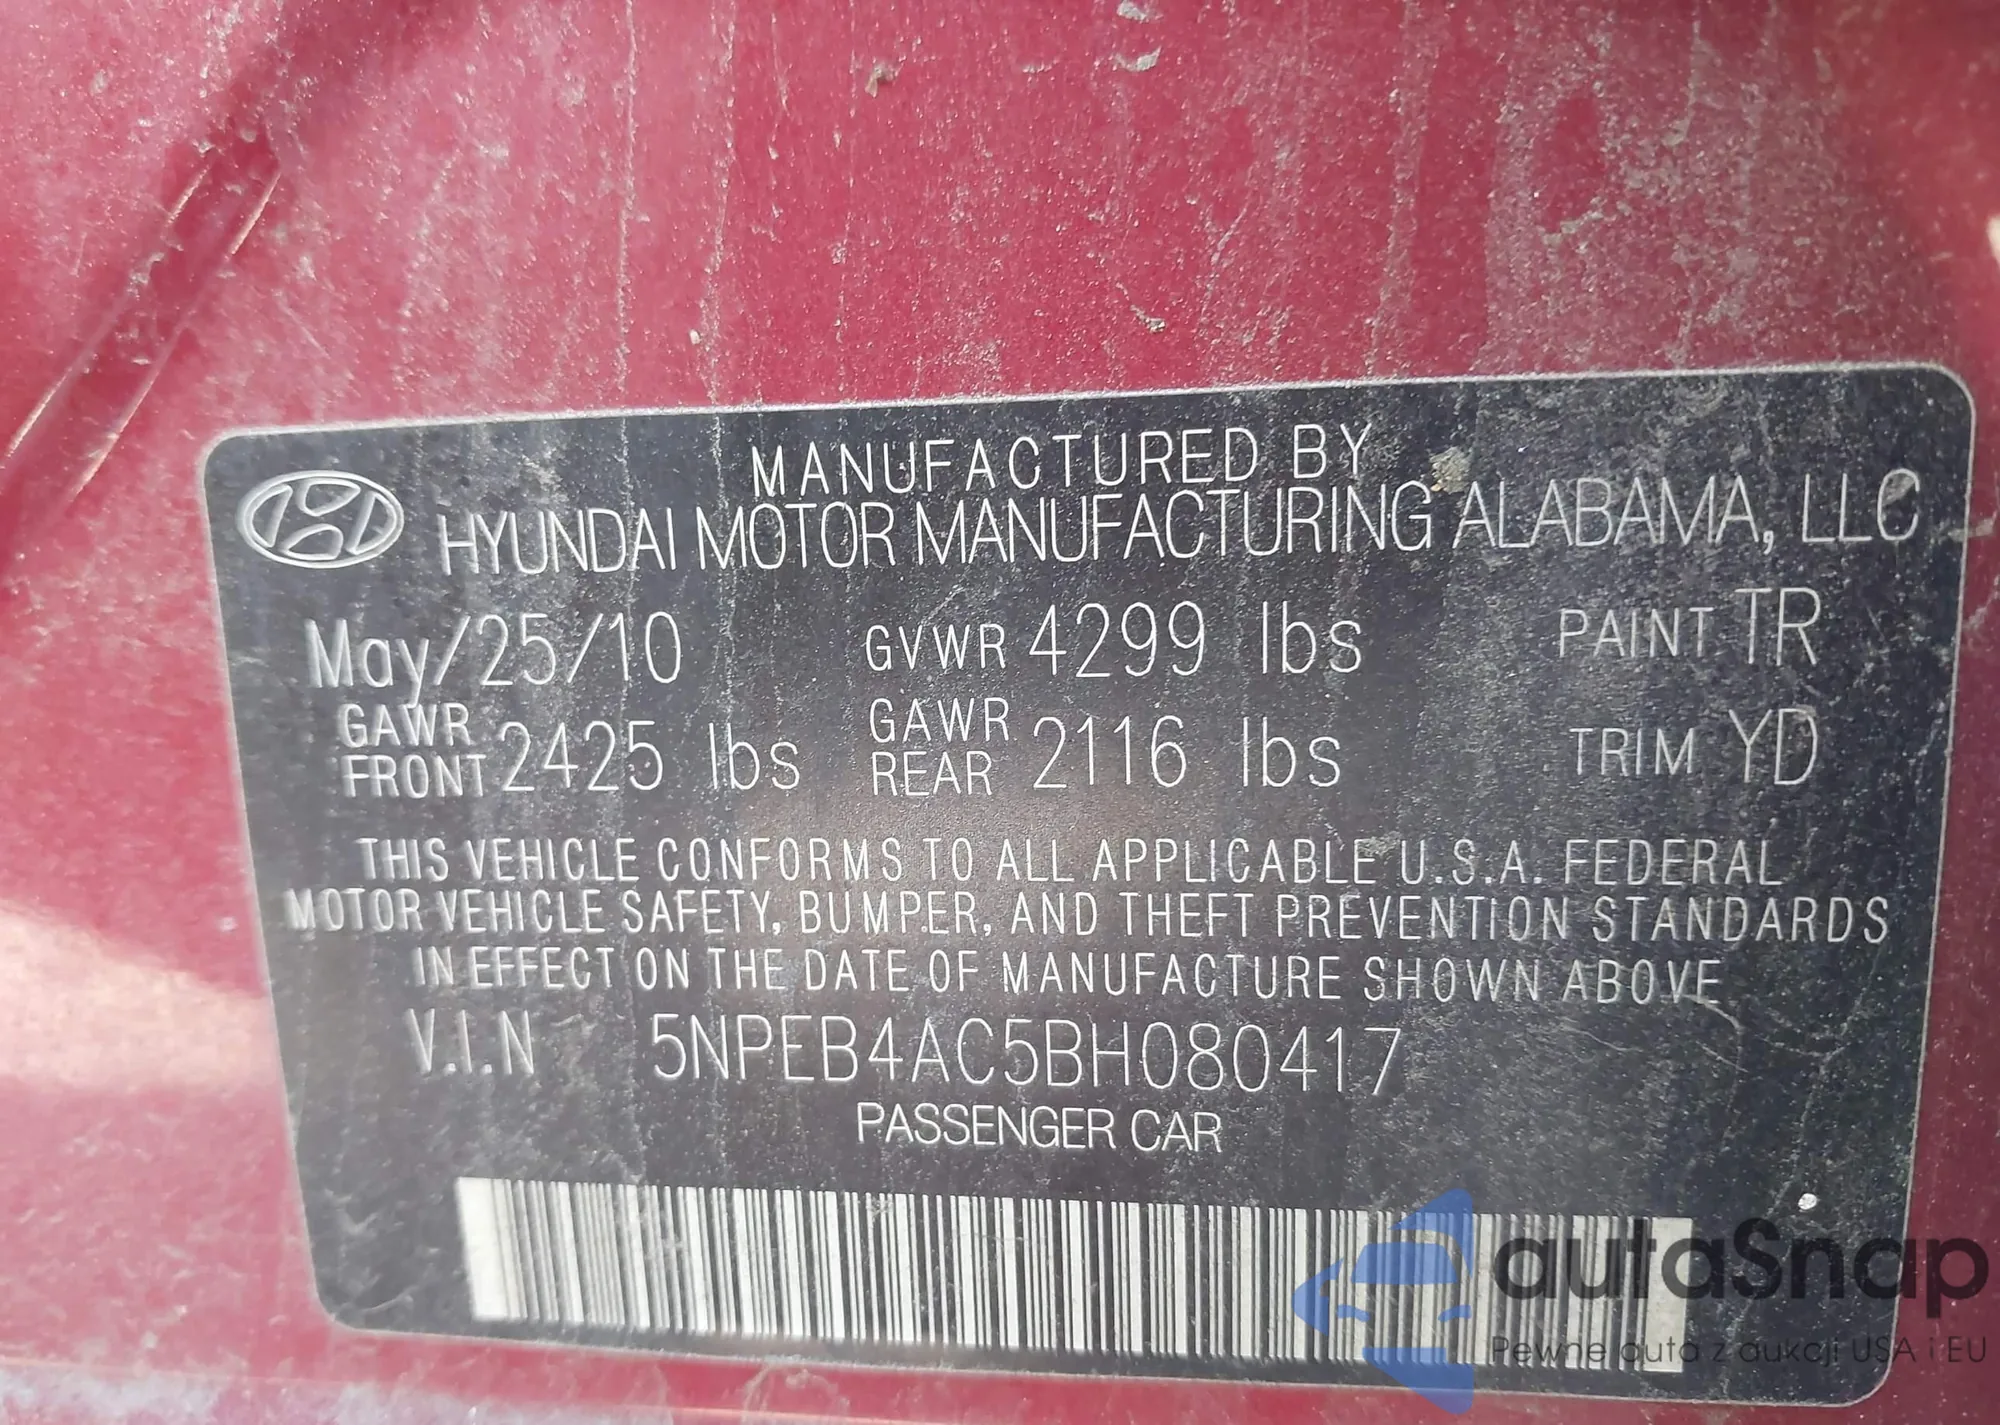 MANUFACTURED BY
HYUNDAI MOTOR MANUFACTURING ALABAMA, LLC
May/25/10 GVWR 4299 lbs PAINT TR
GAWR FRONT 2425 lbs GAWR REAR 2116 lbs TRIM YD
THIS VEHICLE CONFORMS TO ALL APPLICABLE U.S.A. FEDERAL
MOTOR VEHICLE SAFETY, BUMPER, AND THEFT PREVENTION STANDARDS
IN EFFECT ON THE DATE OF MANUFACTURE SHOWN ABOVE
V.I.N 5NPEB4AC5BH080417
PASSENGER CAR
autaSnap
Pewne auta z aukcji USA i EU